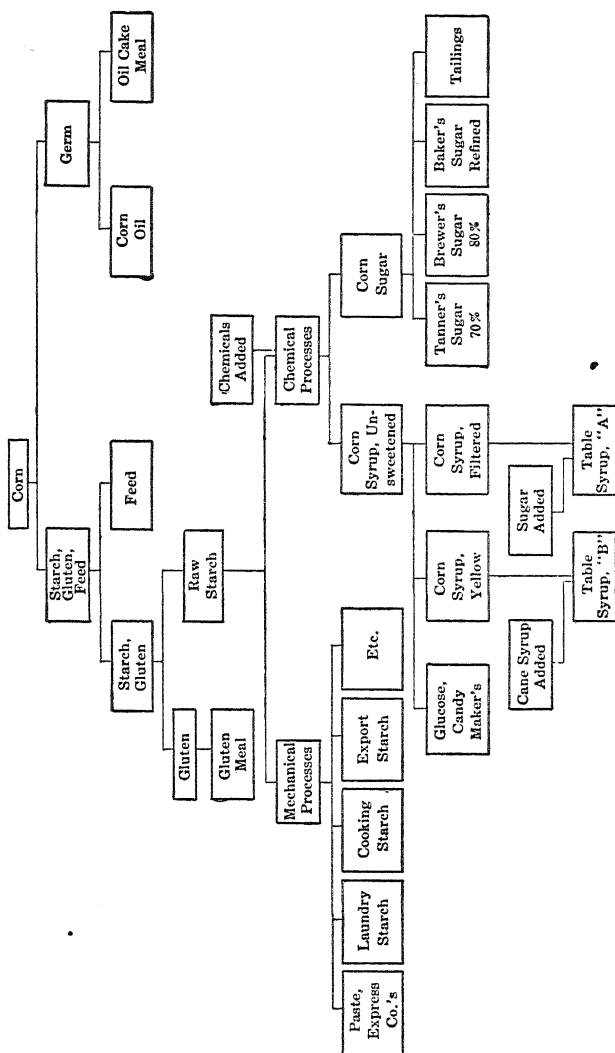 Corn
Starch,
Gluten,
Feed
Germ
Starch,
Gluten
Feed
Corn
Oil
Oil Cake
Meal
Gluten
Raw
Starch
Gluten
Meal
Chemicals
Added
Mechanical
Processes
Chemical
Processes
Paste,
Express
Co.'s
Laundry
Starch
Cooking
Starch
Export
Starch
Etc.
Corn
Syrup, Un-
sweetened
Corn
Sugar
Glucose,
Candy
Maker's
Corn
Syrup,
Yellow
Corn
Syrup,
Filtered
Tanner's
Sugar
70%
Brewer's
Sugar
80%
Baker's
Sugar
Refined
Tailings
Cane Syrup
Added
Sugar
Added
Table
Syrup, "B"
Table
Syrup, "A"